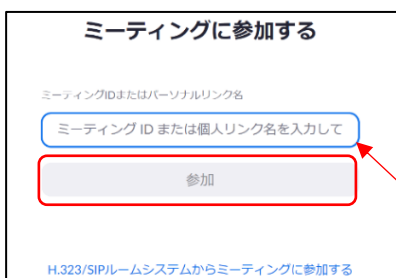 ミーティングに参加する
ミーティングIDまたはパーソナルリンク名
ミーティング ID または個人リンク名を入力して
参加
H.323/SIPルームシステムからミーティングに参加する